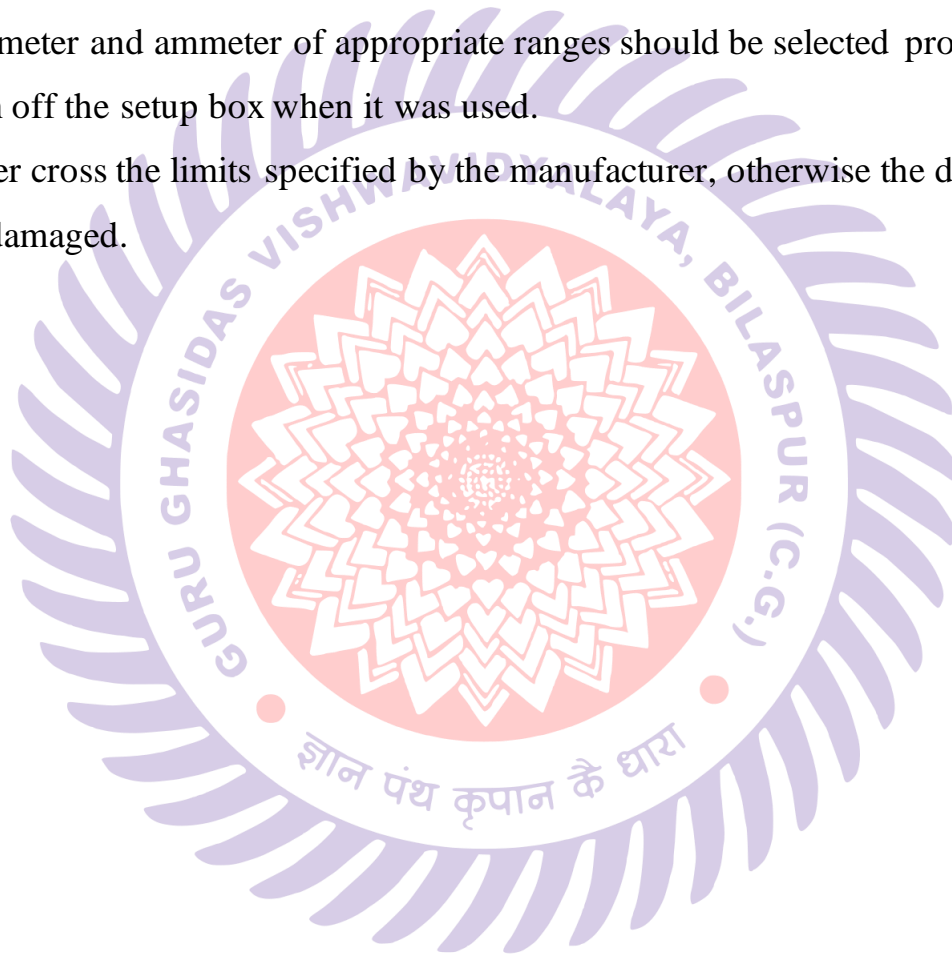 meter and ammeter of appropriate ranges should be selected pro
off the setup box when it was used.
er cross the limits specified by the manufacturer, otherwise the d
damaged.
GURU GHASIDAS VISHWAVIDYALAYA, BILASPUR (C.G.)
ज्ञान पंथ कृपान कै धारा